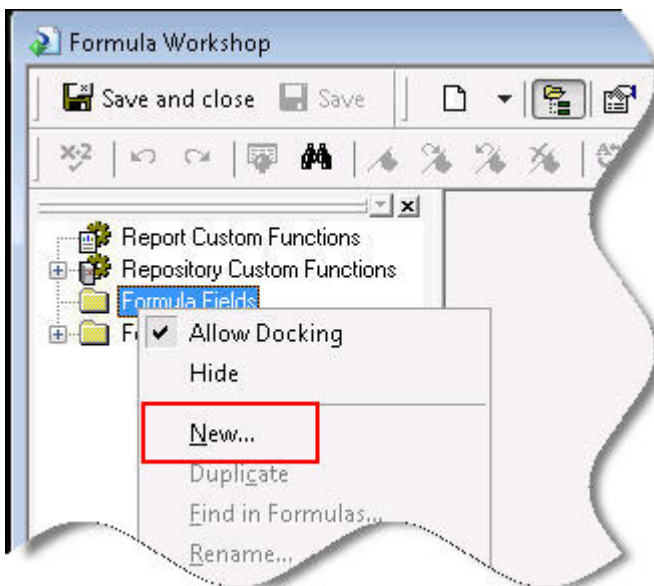 Formula Workshop
Save and close Save
Report Custom Functions
Repository Custom Functions
Formula Fields
Allow Docking
Hide
New...
Duplicate
Find in Formulas...
Rename...